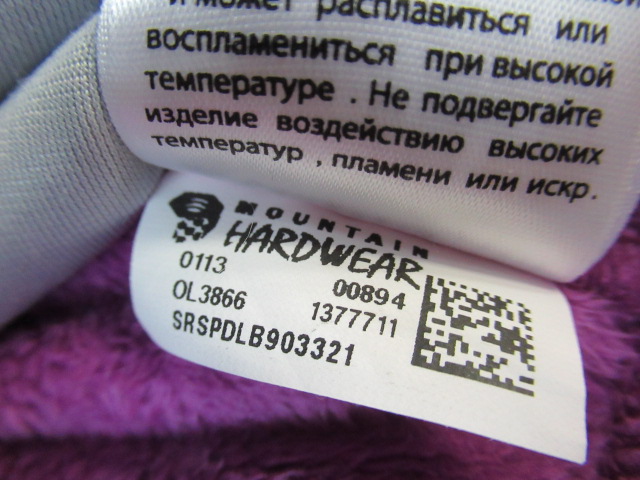 и может расплавиться или
воспламениться при высокой
температуре . Не подвергайте
изделие воздействию высоких
температур , пламени или искр.
MOUNTAIN
HARDWEAR
0113 00894
OL3866 1377711
SRSPDLB903321